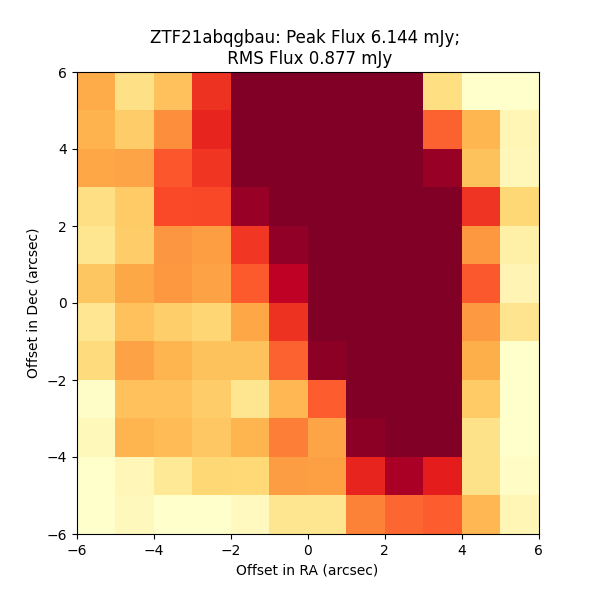 ZTF21abqgbau: Peak Flux 6.144 mJy;
RMS Flux 0.877 mJy
6
4
2
0
−2
−4
−6
Offset in Dec (arcsec)
−6 −4 −2 0 2 4 6
Offset in RA (arcsec)